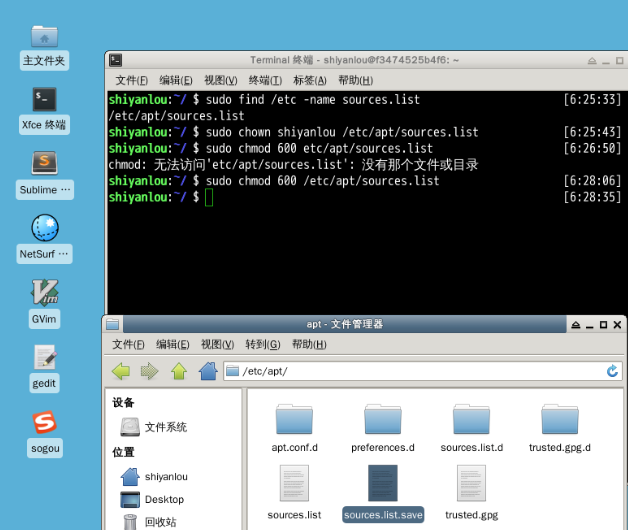 主文件夹
Xfce 终端
Sublime ⋯
NetSurf ⋯
GVim
gedit
sogou
Terminal 终端 - shiyanlou@f3474525b4f6: ~
文件(F) 编辑(E) 视图(V) 终端(T) 标签(A) 帮助(H)
shiyanlou:~/ $ sudo find /etc -name sources.list [6:25:33]
/etc/apt/sources.list
shiyanlou:~/ $ sudo chown shiyanlou /etc/apt/sources.list [6:25:43]
shiyanlou:~/ $ sudo chmod 600 etc/apt/sources.list [6:26:50]
chmod: 无法访问'etc/apt/sources.list': 没有那个文件或目录
shiyanlou:~/ $ sudo chmod 600 /etc/apt/sources.list [6:28:06]
shiyanlou:~/ $ [6:28:35]
apt - 文件管理器
文件(F) 编辑(E) 视图(V) 转到(G) 帮助(H)
/etc/apt/
设备
文件系统
位置
shiyanlou
Desktop
回收站
apt.conf.d preferences.d sources.list.d trusted.gpg.d
sources.list sources.list.save trusted.gpg